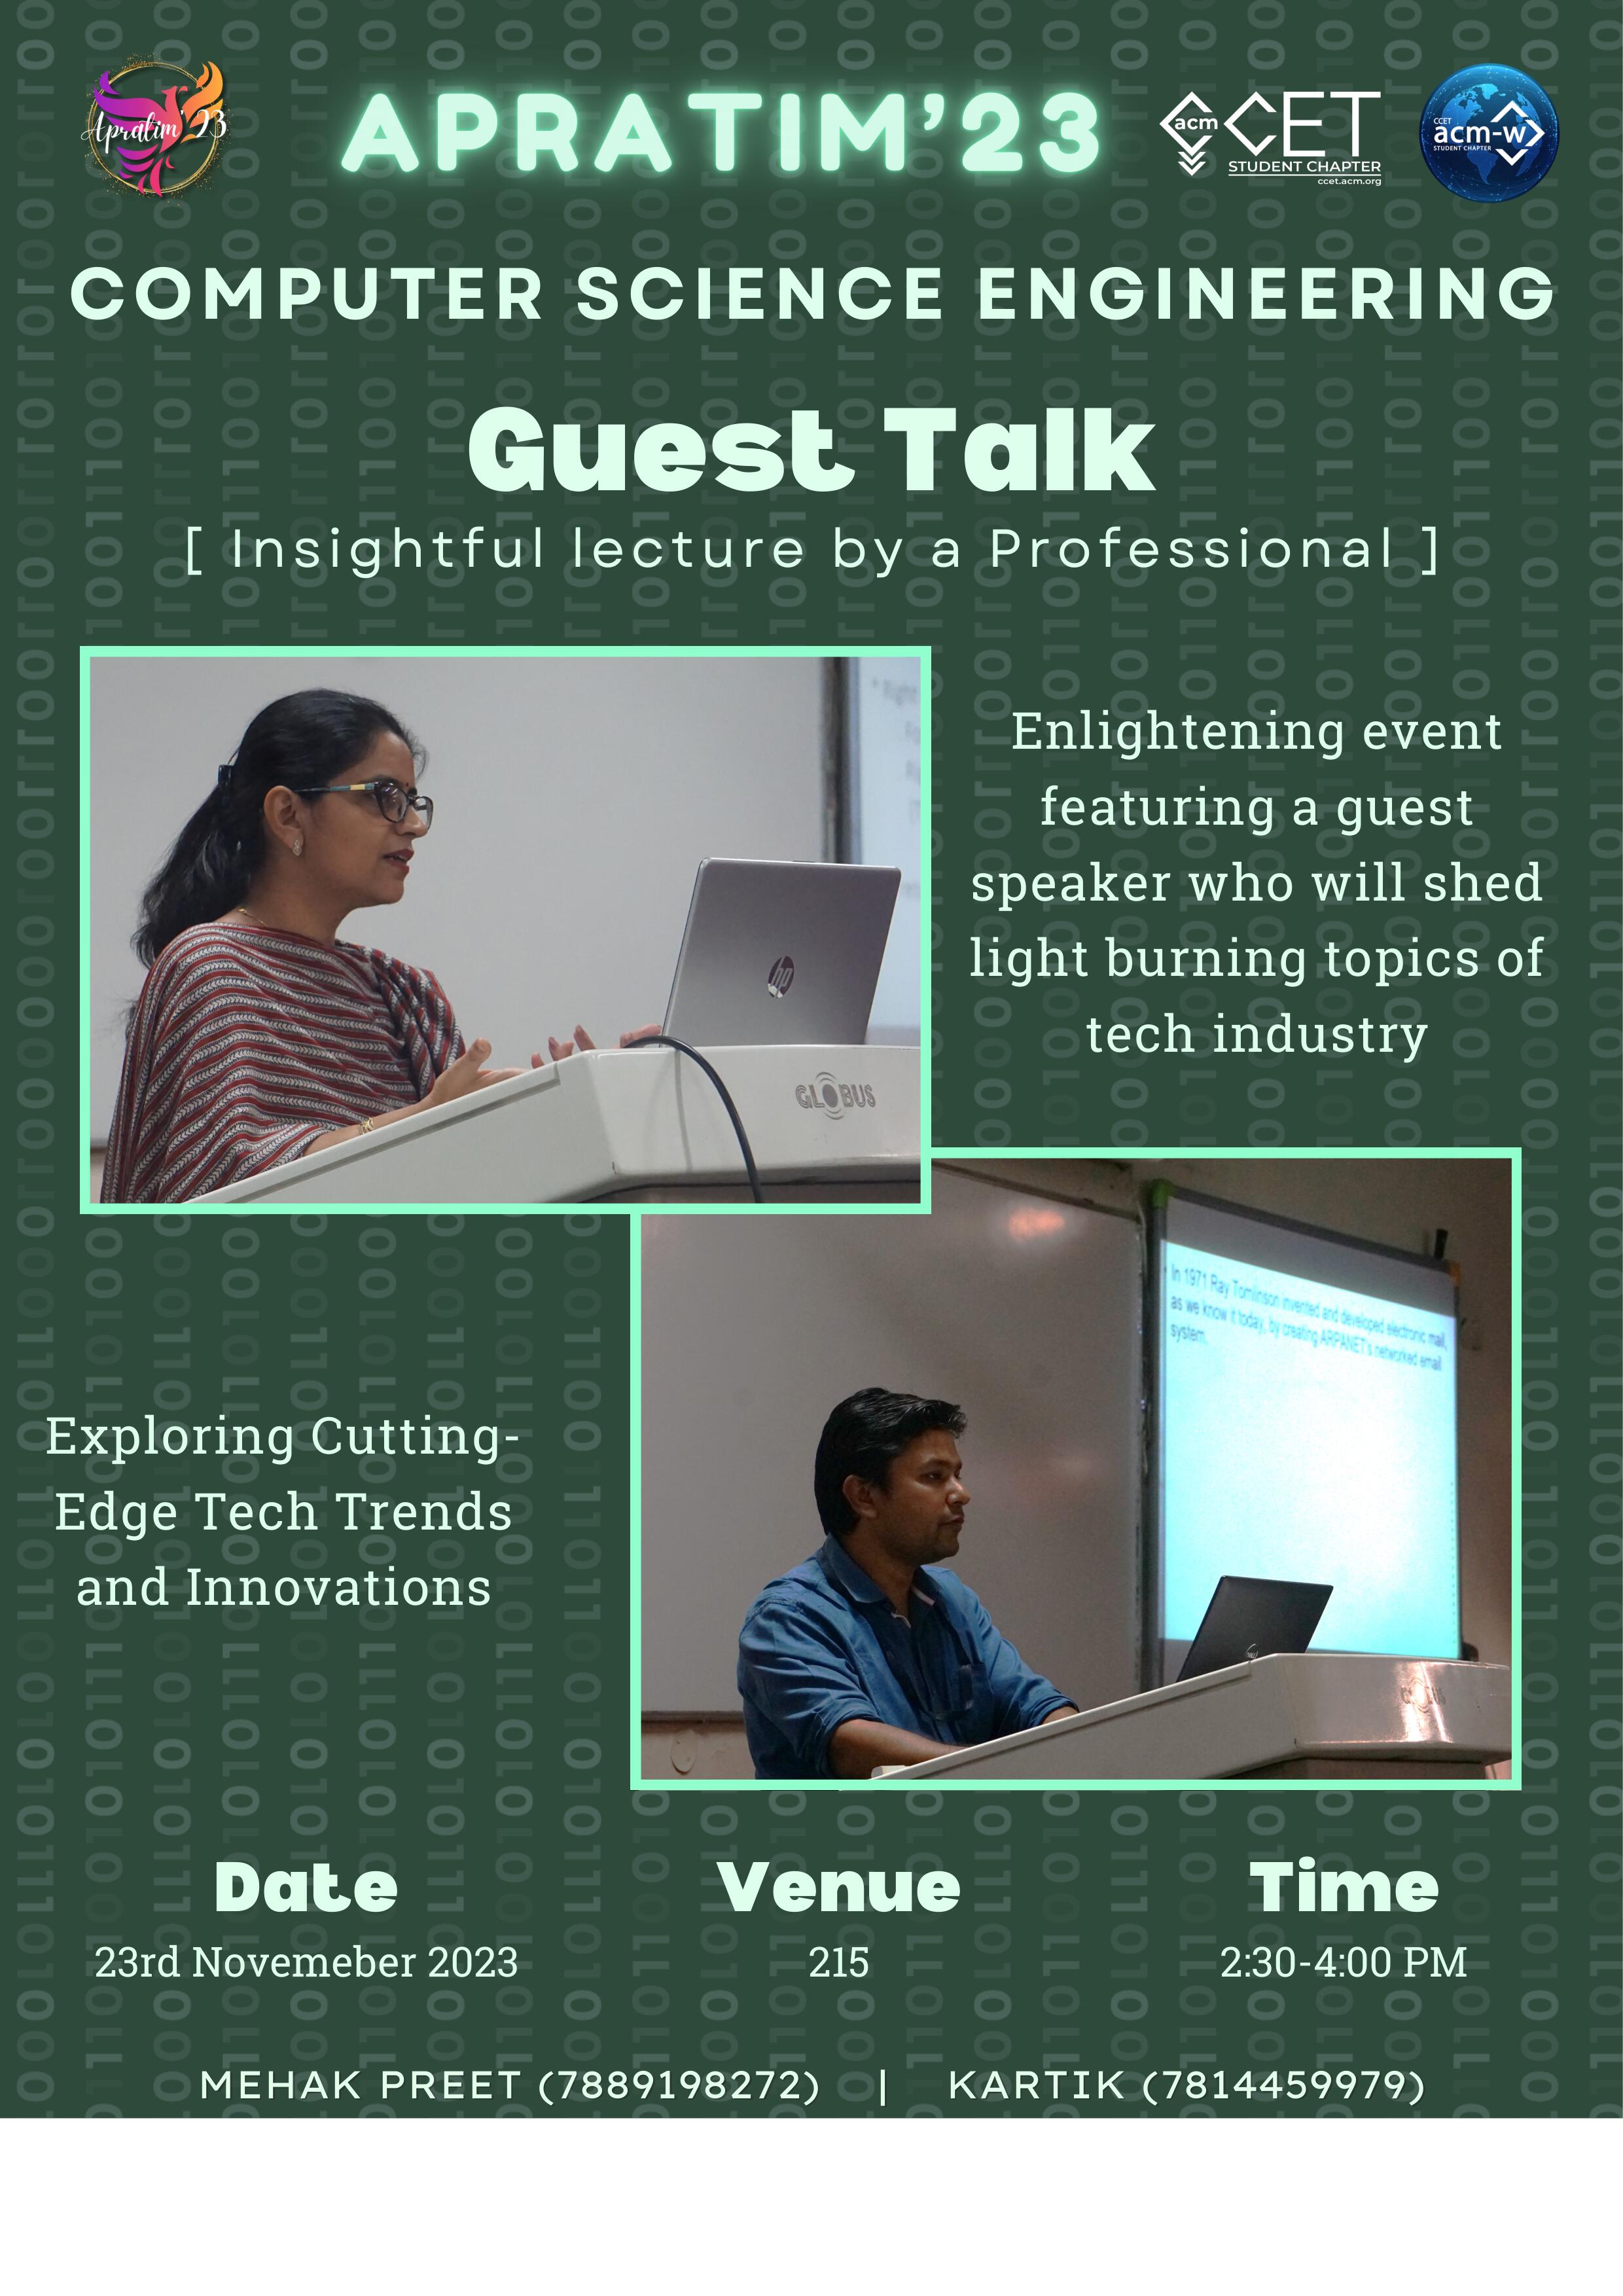 Apratim'23
APRATIM’23
acm
CCET
STUDENT CHAPTER
ccet.acm.org
CCET
acm-w
STUDENT CHAPTER
COMPUTER SCIENCE ENGINEERING
Guest Talk
[ Insightful lecture by a Professional ]
Enlightening event
featuring a guest
speaker who will shed
light burning topics of
tech industry
hp
GLOBUS
In 1971 Ray Tomlinson invented and developed electronic mail,
as we know it today, by creating ARPANET's networked email
system.
Exploring Cutting-
Edge Tech Trends
and Innovations
Date
23rd Novemeber 2023
Venue
215
Time
2:30-4:00 PM
MEHAK PREET (7889198272) | KARTIK (7814459979)